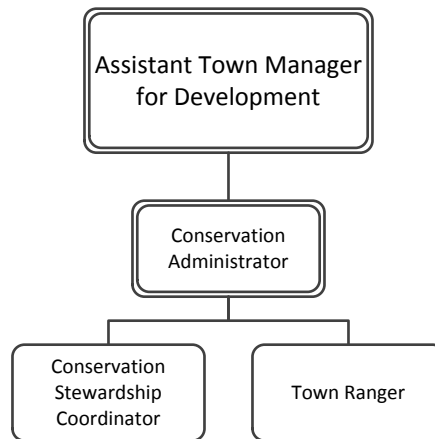 Assistant Town Manager
for Development
Conservation
Administrator
Conservation
Stewardship
Coordinator
Town Ranger